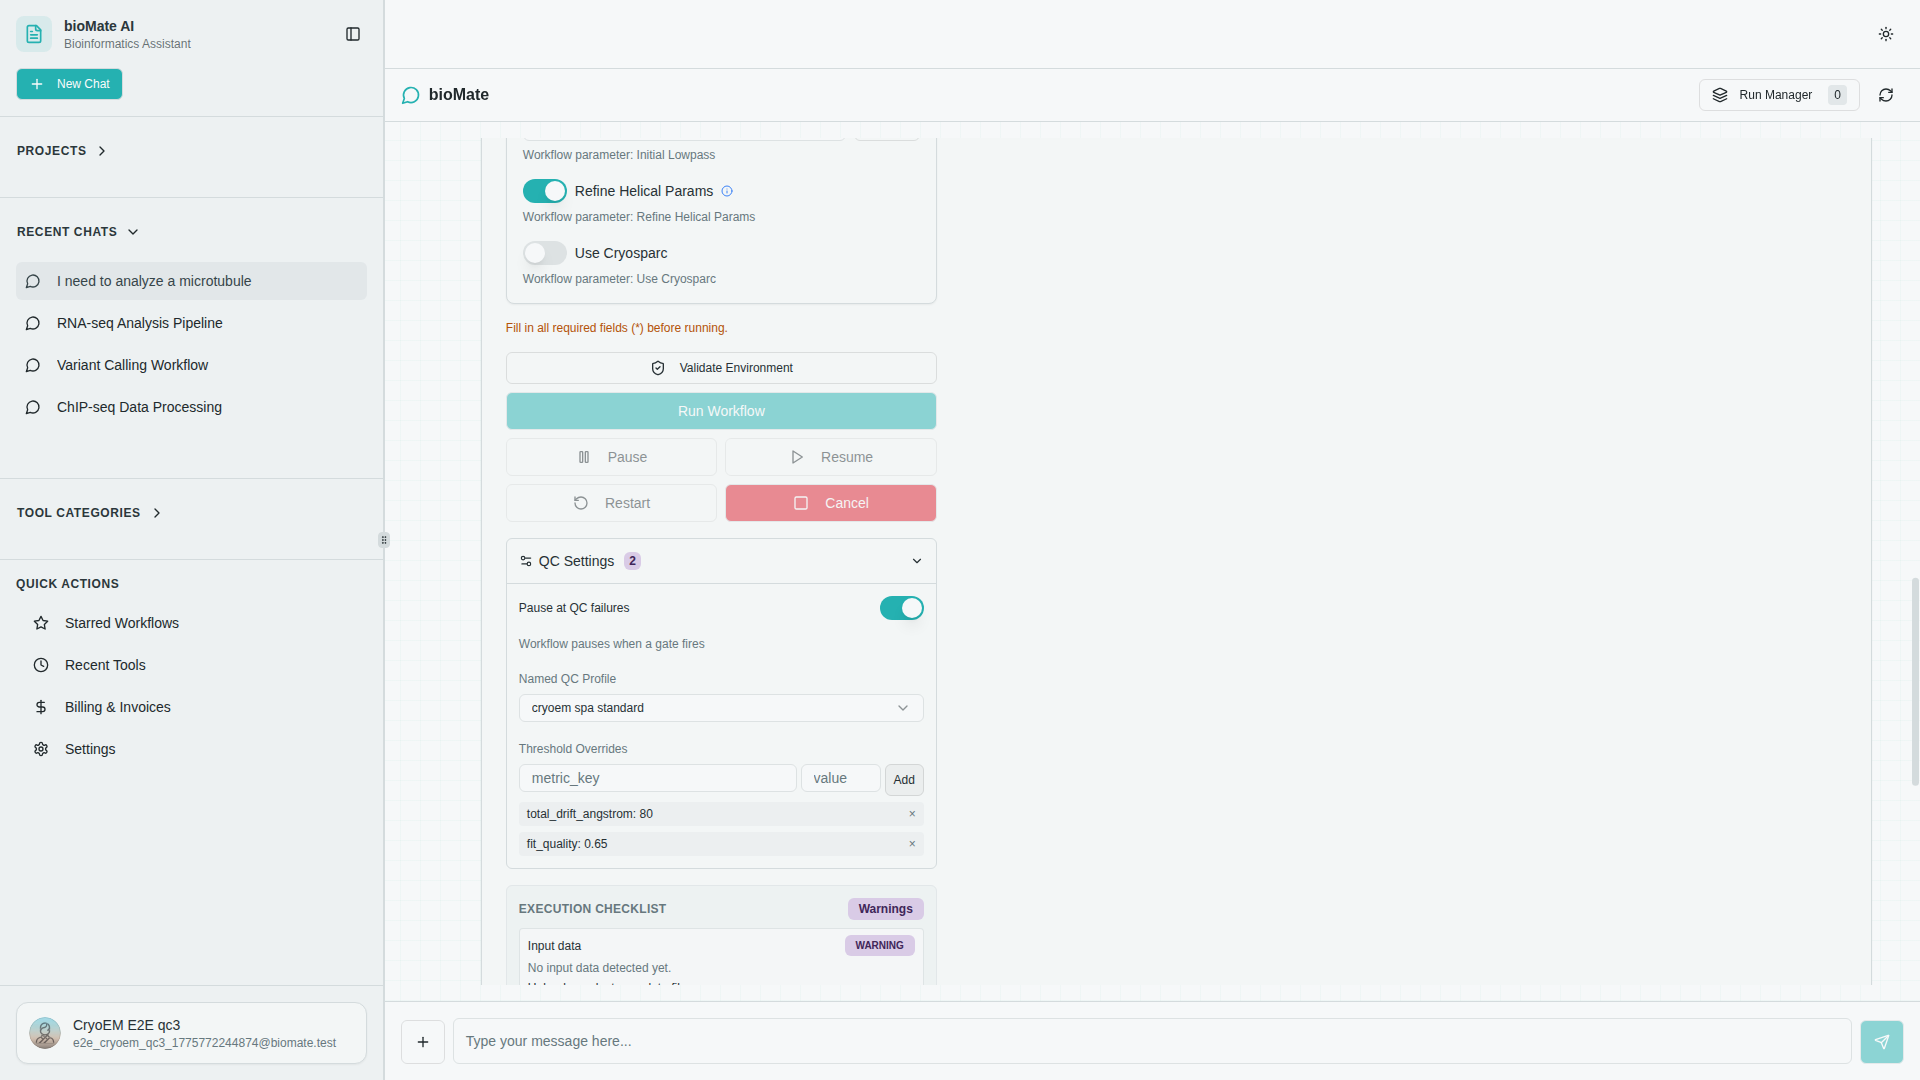 bioMate AI
Bioinformatics Assistant
New Chat
PROJECTS
RECENT CHATS
I need to analyze a microtubule
RNA-seq Analysis Pipeline
Variant Calling Workflow
ChIP-seq Data Processing
TOOL CATEGORIES
QUICK ACTIONS
Starred Workflows
Recent Tools
Billing & Invoices
Settings
CryoEM E2E qc3
e2e_cryoem_qc3_1775772244874@biomate.test
bioMate
Run Manager 0
Workflow parameter: Initial Lowpass
Refine Helical Params
Workflow parameter: Refine Helical Params
Use Cryosparc
Workflow parameter: Use Cryosparc
Fill in all required fields (*) before running.
Validate Environment
Run Workflow
Pause
Resume
Restart
Cancel
QC Settings 2
Pause at QC failures
Workflow pauses when a gate fires
Named QC Profile
cryoem spa standard
Threshold Overrides
metric_key value Add
total_drift_angstrom: 80 ×
fit_quality: 0.65 ×
EXECUTION CHECKLIST Warnings
Input data WARNING
No input data detected yet.
Type your message here...